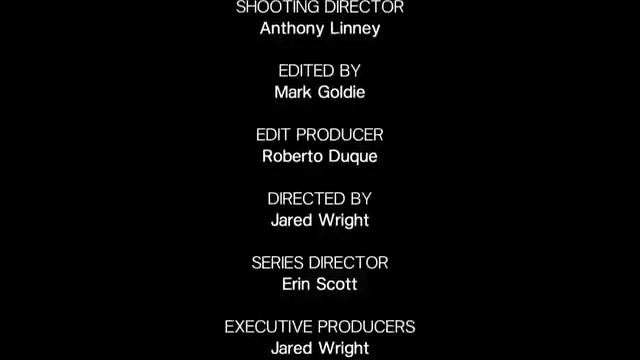 SHOOTING DIRECTOR
Anthony Linney
EDITED BY
Mark Goldie
EDIT PRODUCER
Roberto Duque
DIRECTED BY
Jared Wright
SERIES DIRECTOR
Erin Scott
EXECUTIVE PRODUCERS
Jared Wright